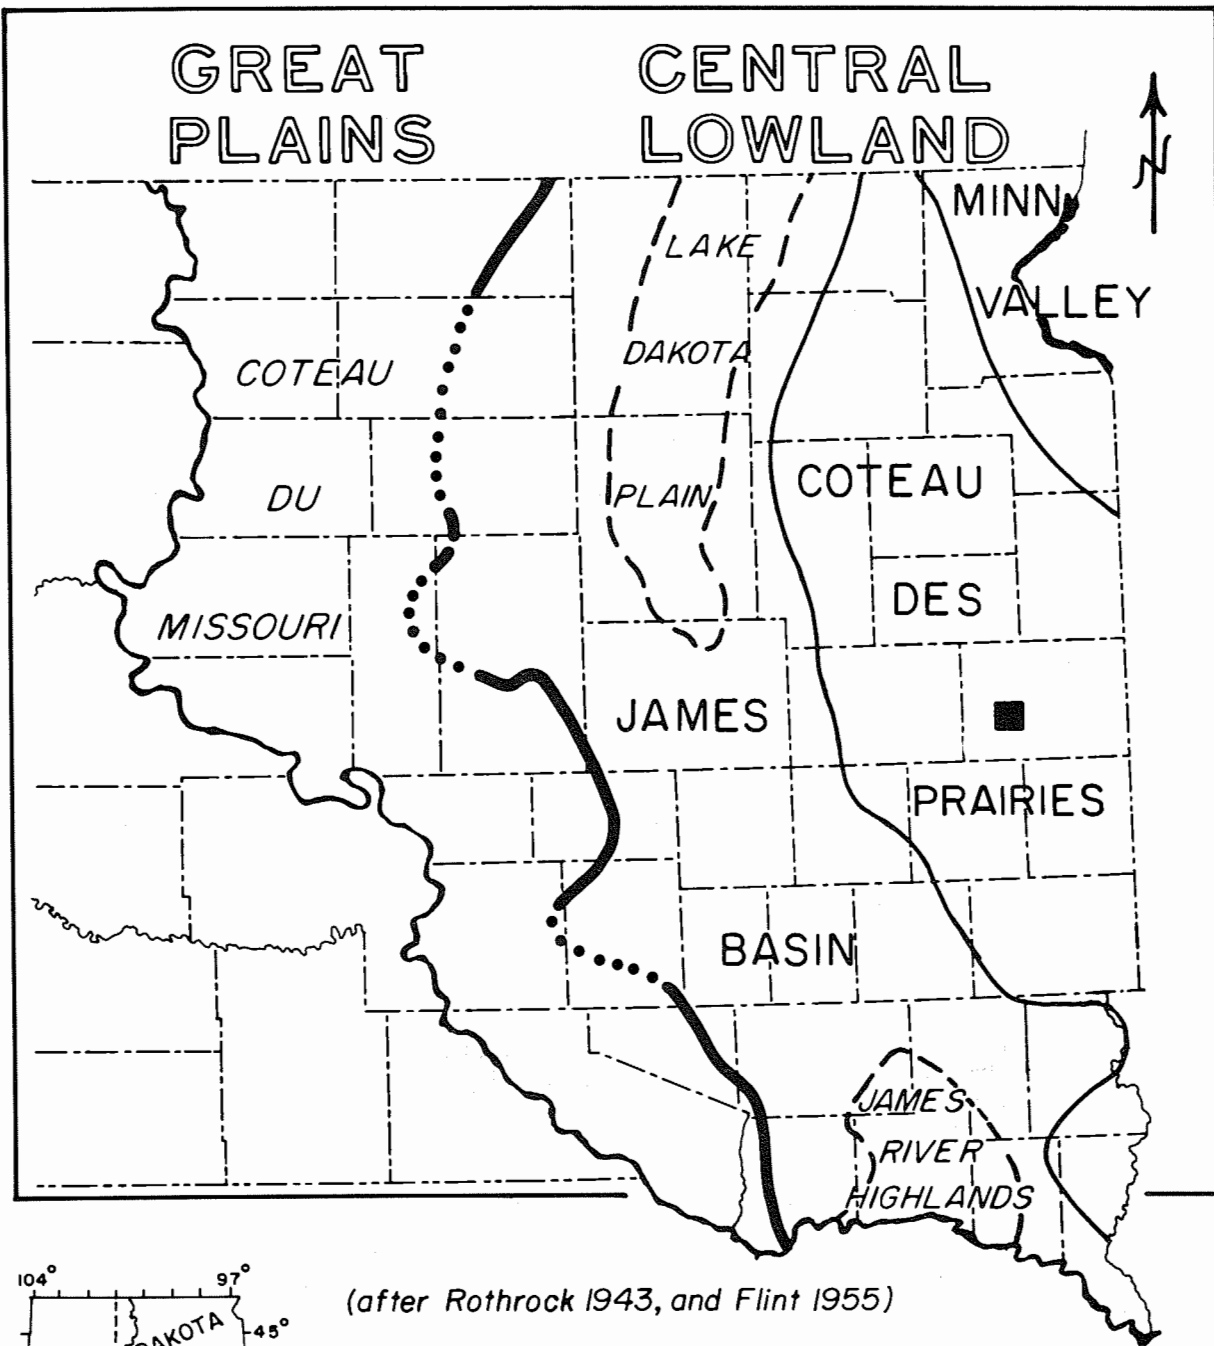 GREAT
PLAINS
CENTRAL
LOWLAND
N
MINN.
VALLEY
LAKE
DAKOTA
PLAIN
COTEAU
DU
MISSOURI
COTEAU
DES
PRAIRIES
JAMES
BASIN
JAMES
RIVER
HIGHLANDS
(after Rothrock 1943, and Flint 1955)
104° 97°
45°